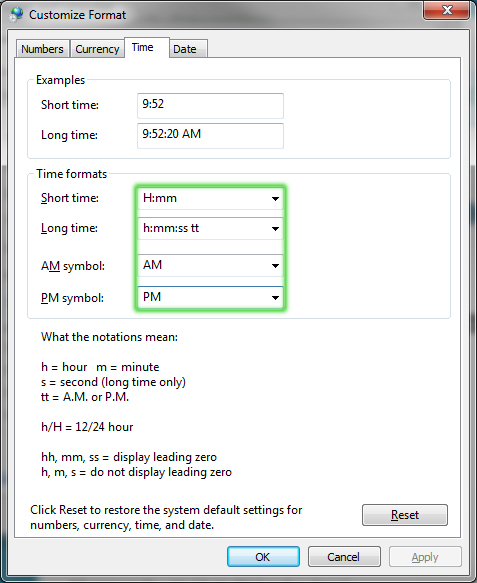 Customize Format
Numbers Currency Time Date
Examples
Short time: 9:52
Long time: 9:52:20 AM
Time formats
Short time: H:mm
Long time: h:mm:ss tt
AM symbol: AM
PM symbol: PM
What the notations mean:
h = hour m = minute
s = second (long time only)
tt = A.M. or P.M.
h/H = 12/24 hour
hh, mm, ss = display leading zero
h, m, s = do not display leading zero
Click Reset to restore the system default settings for
numbers, currency, time, and date.
Reset
OK Cancel Apply